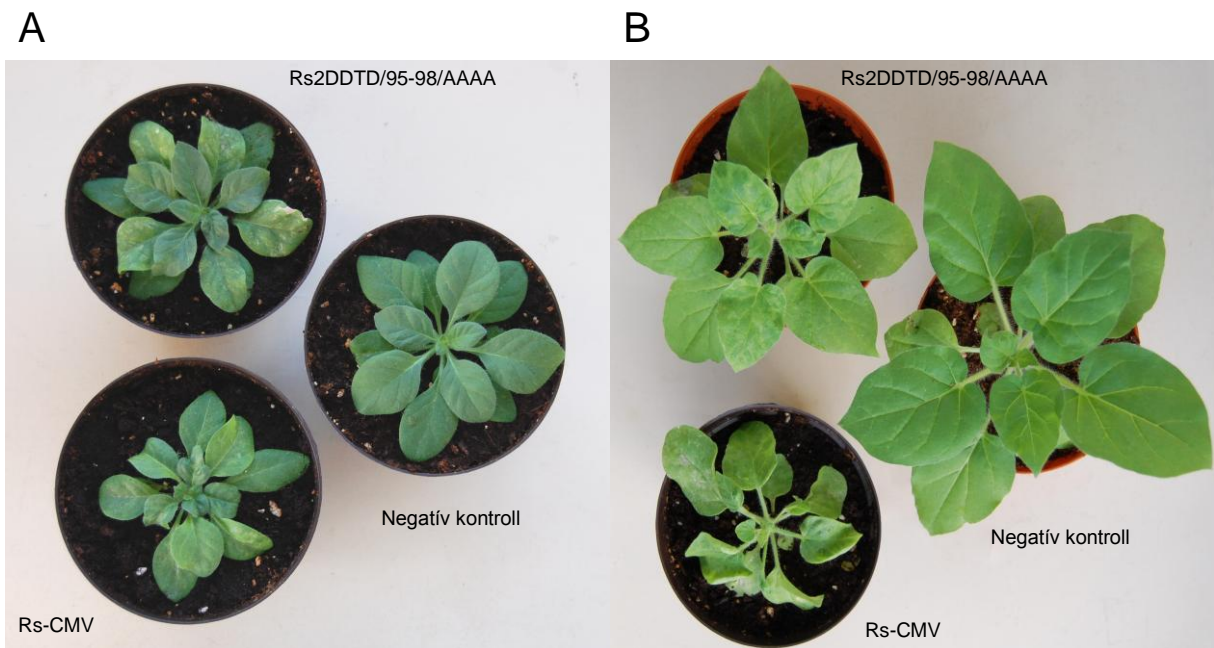 A
B
Rs2DDTD/95-98/AAAA
Rs2DDTD/95-98/AAAA
Negatív kontroll
Negatív kontroll
Rs-CMV
Rs-CMV